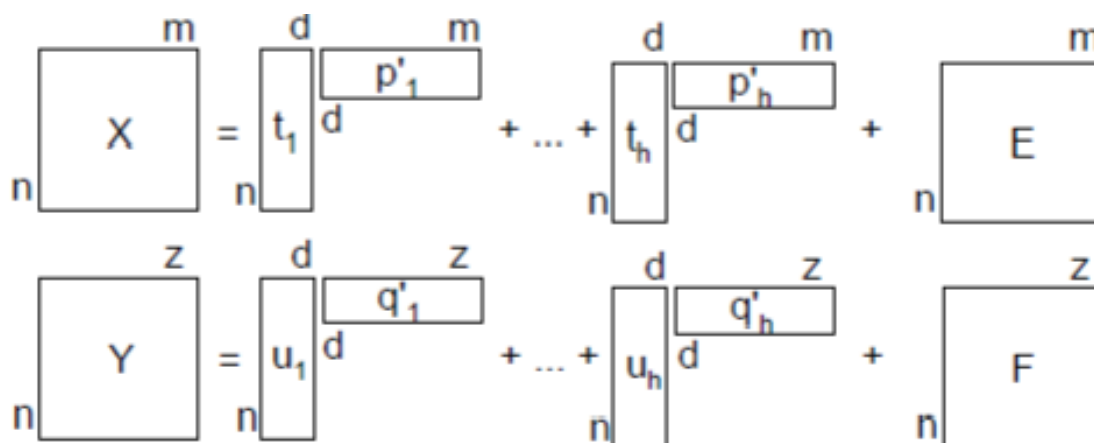 m d m d m m
X = t1 p'1 + ... + th p'h + E
n n d n d n
z d z d z z
Y = u1 q'1 + ... + uh q'h + F
n n d n d n